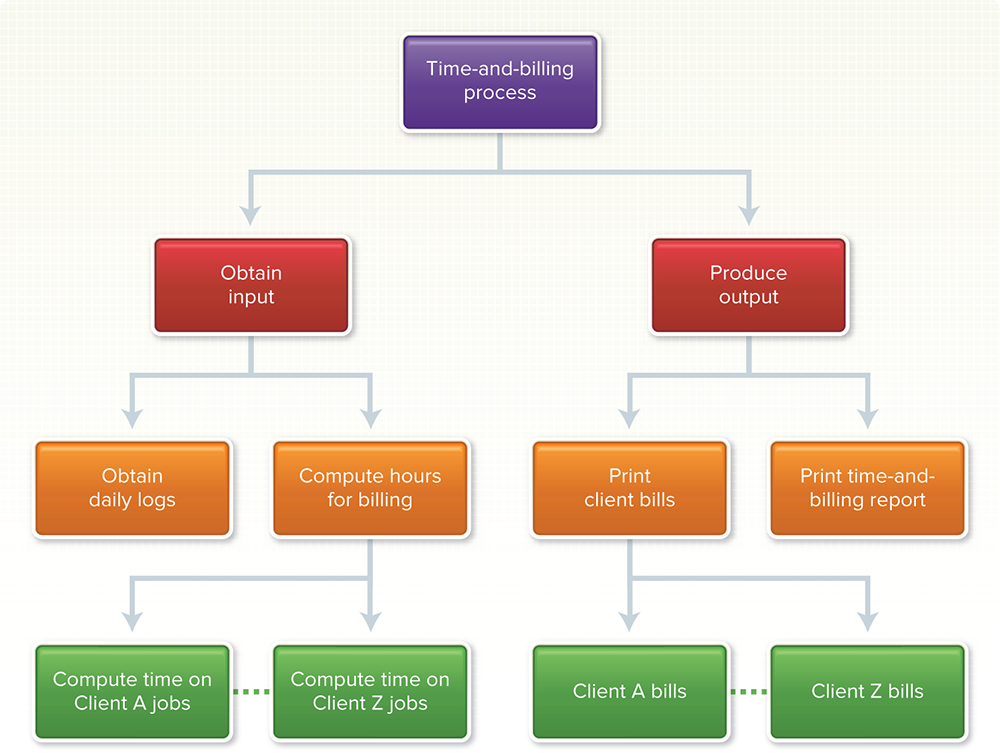 Time-and-billing
process
Obtain
input
Produce
output
Obtain
daily logs
Compute hours
for billing
Print
client bills
Print time-and-
billing report
Compute time on
Client A jobs
Compute time on
Client Z jobs
Client A bills
Client Z bills